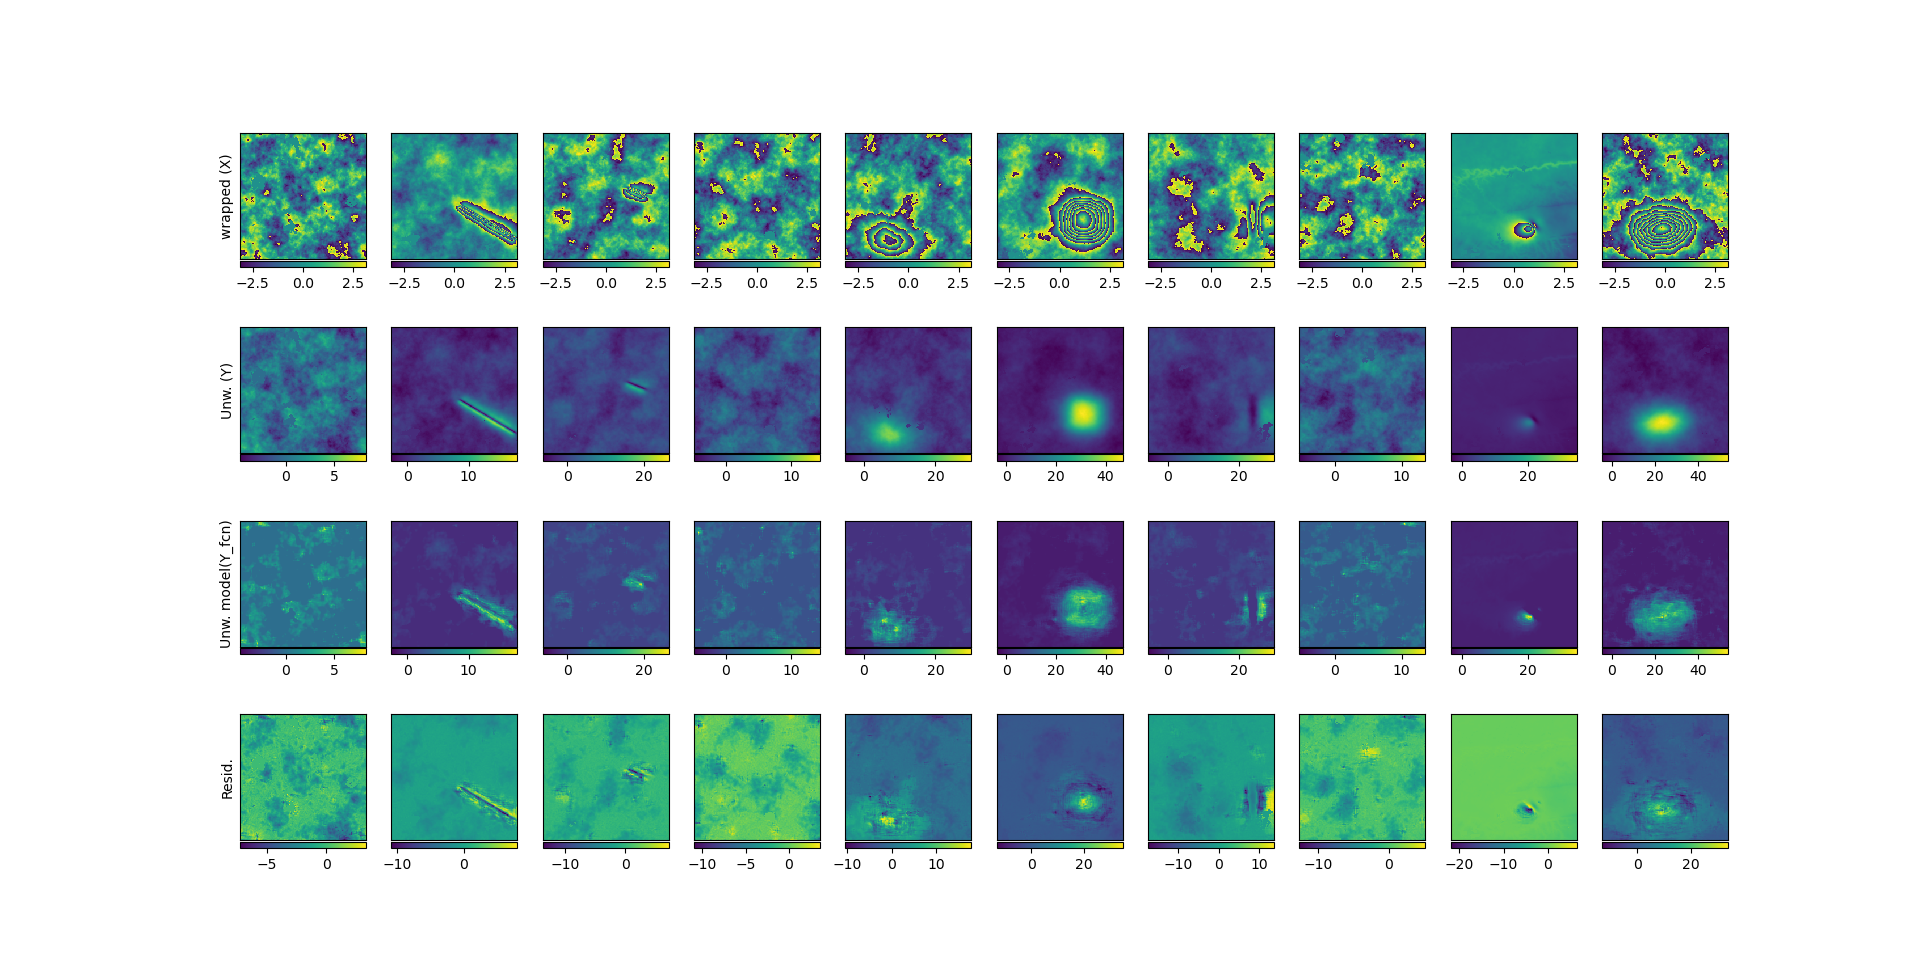 wrapped (X)
−2.5 0.0 2.5 −2.5 0.0 2.5 −2.5 0.0 2.5 −2.5 0.0 2.5 −2.5 0.0 2.5 −2.5 0.0 2.5 −2.5 0.0 2.5 −2.5 0.0 2.5 −2.5 0.0 2.5 −2.5 0.0 2.5
Unw. (Y)
0 5 0 10 0 20 0 10 0 20 0 20 40 0 20 0 10 0 20 0 20 40
Unw. model(Y_fcn)
0 5 0 10 0 20 0 10 0 20 0 20 40 0 20 0 10 0 20 0 20 40
Resid.
−5 0 −10 0 −10 0 −10 −5 0 −10 0 10 0 20 −10 0 10 −10 0 −20 −10 0 0 20